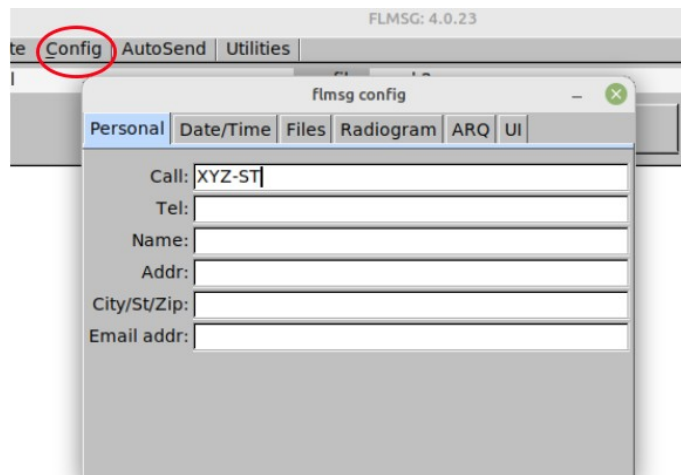 FLMSG: 4.0.23
te Config AutoSend Utilities
flmsg config
Personal Date/Time Files Radiogram ARQ UI
Call: XYZ-ST
Tel:
Name:
Addr:
City/St/Zip:
Email addr: